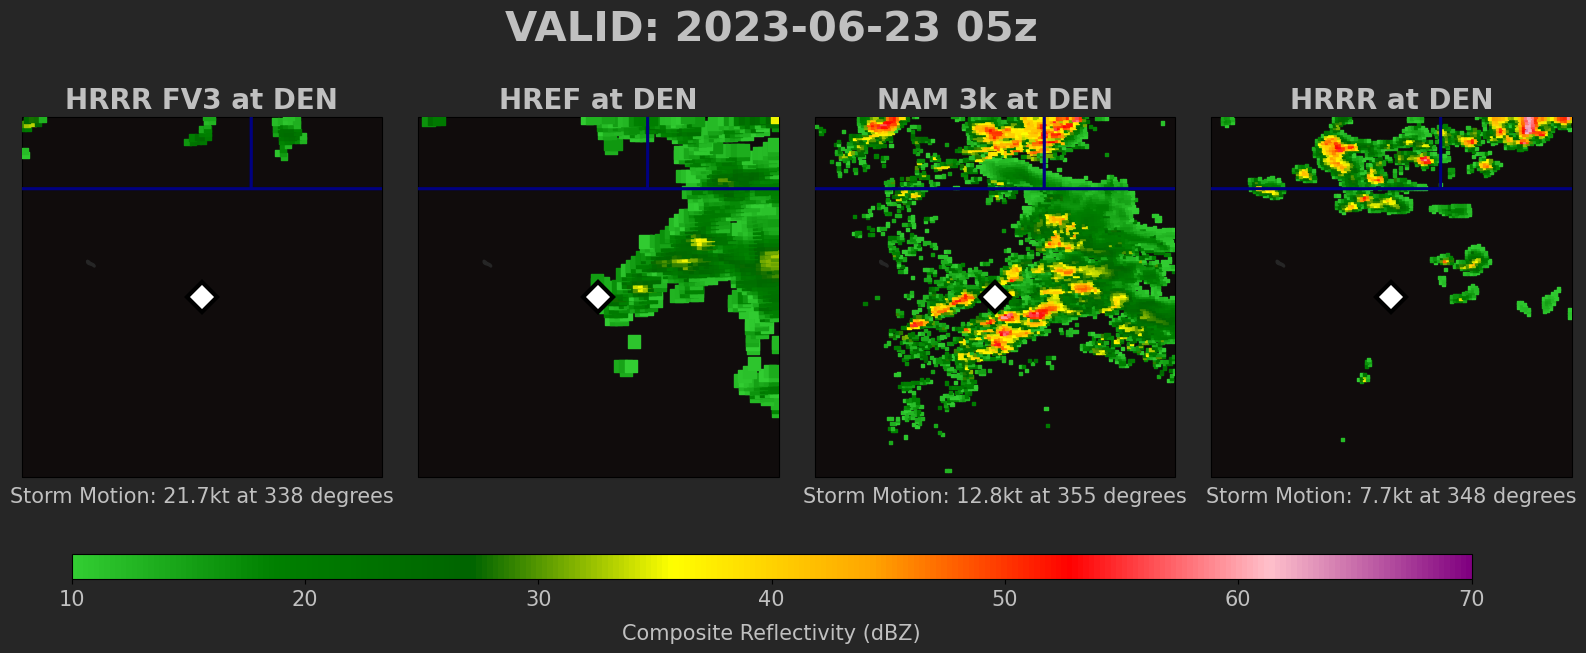 VALID: 2023-06-23 05z
HRRR FV3 at DEN
HREF at DEN
NAM 3k at DEN
HRRR at DEN
Storm Motion: 21.7kt at 338 degrees
Storm Motion: 12.8kt at 355 degrees
Storm Motion: 7.7kt at 348 degrees
10 20 30 40 50 60 70
Composite Reflectivity (dBZ)